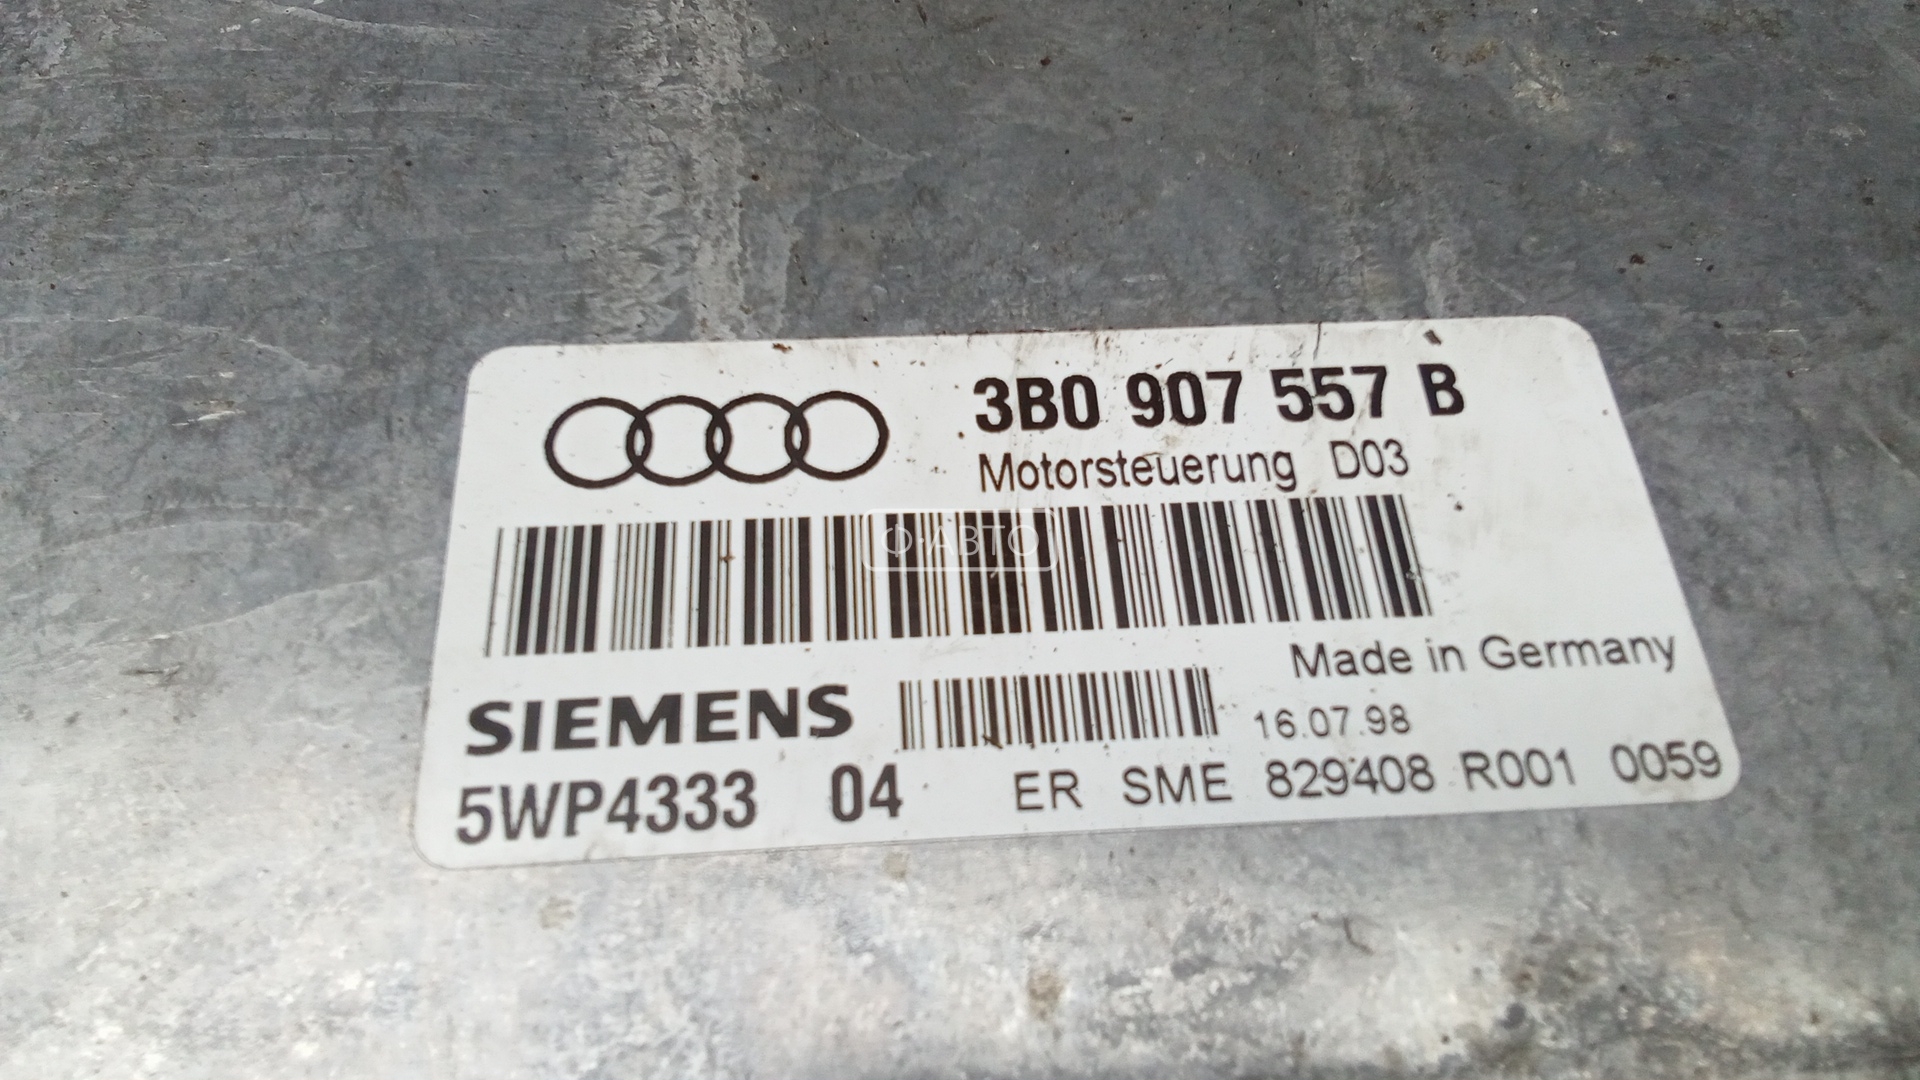 3B0 907 557 B
Motorsteuerung D03
Ф·АВТО
Made in Germany
SIEMENS
16.07.98
5WP4333 04 ER SME 829408 R001 0059